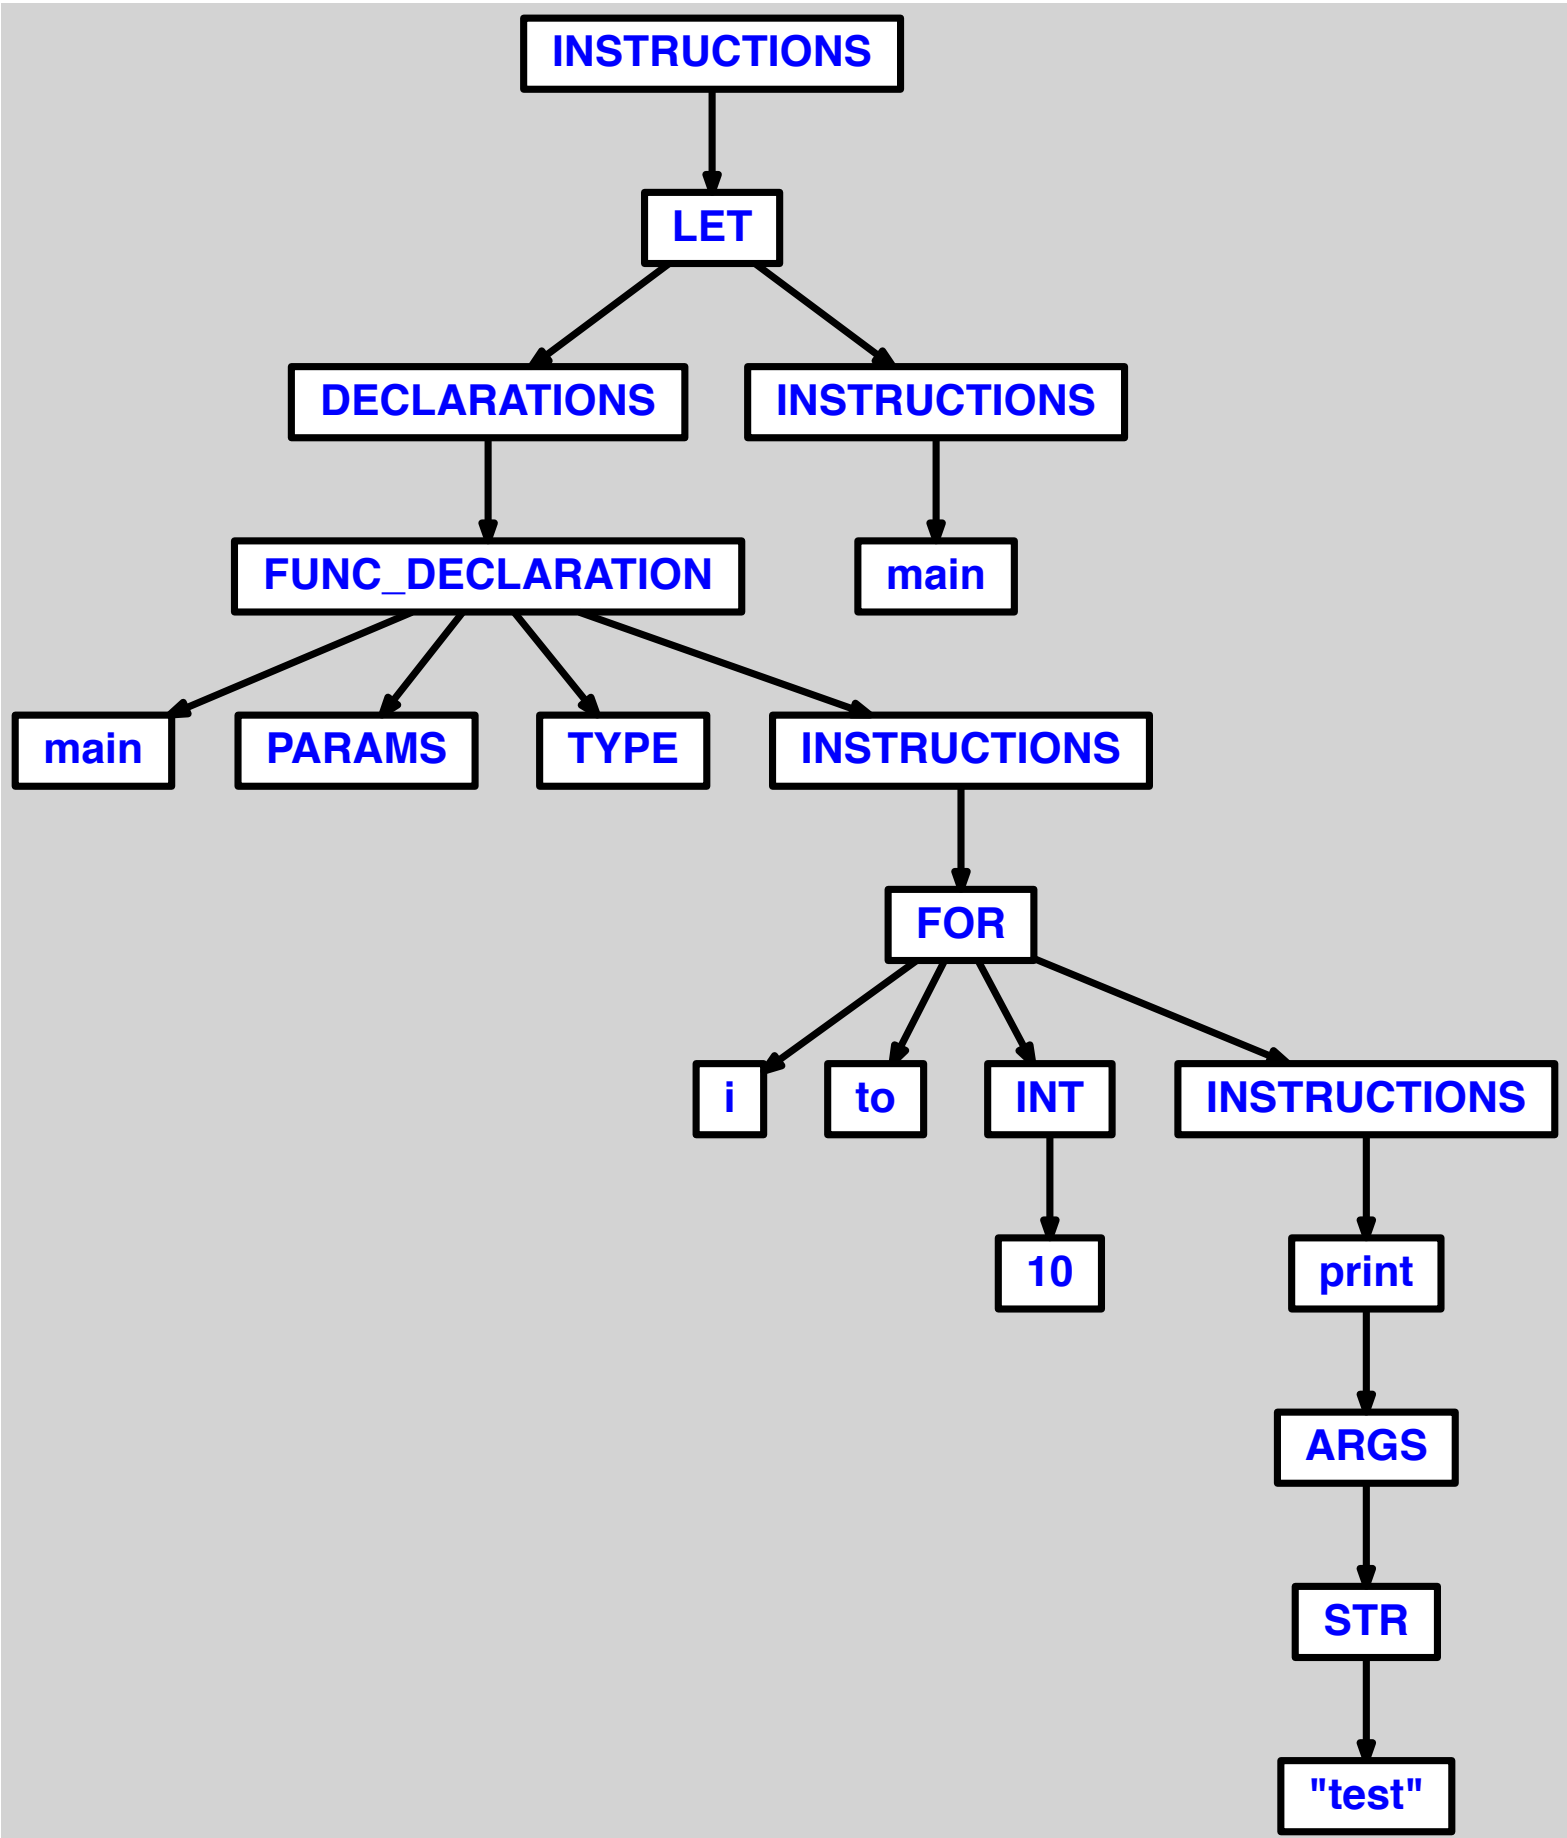 INSTRUCTIONS
LET
DECLARATIONS
INSTRUCTIONS
FUNC_DECLARATION
main
main
PARAMS
TYPE
INSTRUCTIONS
FOR
i
to
INT
INSTRUCTIONS
10
print
ARGS
STR
"test"